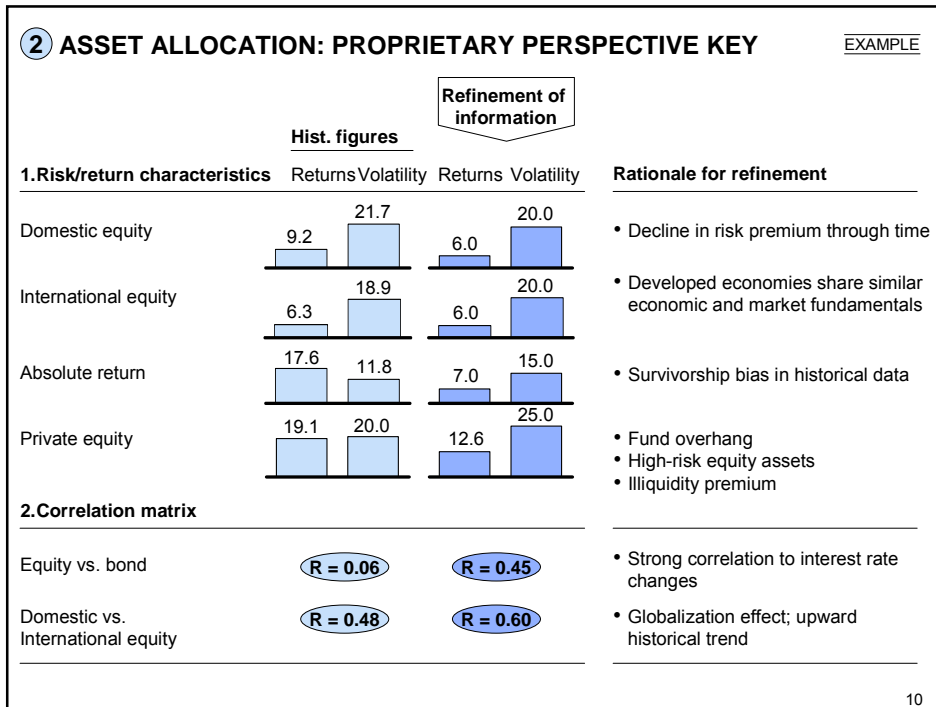 2 ASSET ALLOCATION: PROPRIETARY PERSPECTIVE KEY
EXAMPLE
Refinement of
information
Hist. figures
1.Risk/return characteristics Returns Volatility Returns Volatility Rationale for refinement
Domestic equity 9.2 21.7 6.0 20.0 • Decline in risk premium through time
International equity 6.3 18.9 6.0 20.0 • Developed economies share similar
economic and market fundamentals
Absolute return 17.6 11.8 7.0 15.0 • Survivorship bias in historical data
Private equity 19.1 20.0 12.6 25.0 • Fund overhang
• High-risk equity assets
• Illiquidity premium
2.Correlation matrix
Equity vs. bond R = 0.06 R = 0.45 • Strong correlation to interest rate
changes
Domestic vs.
International equity R = 0.48 R = 0.60 • Globalization effect; upward
historical trend
10